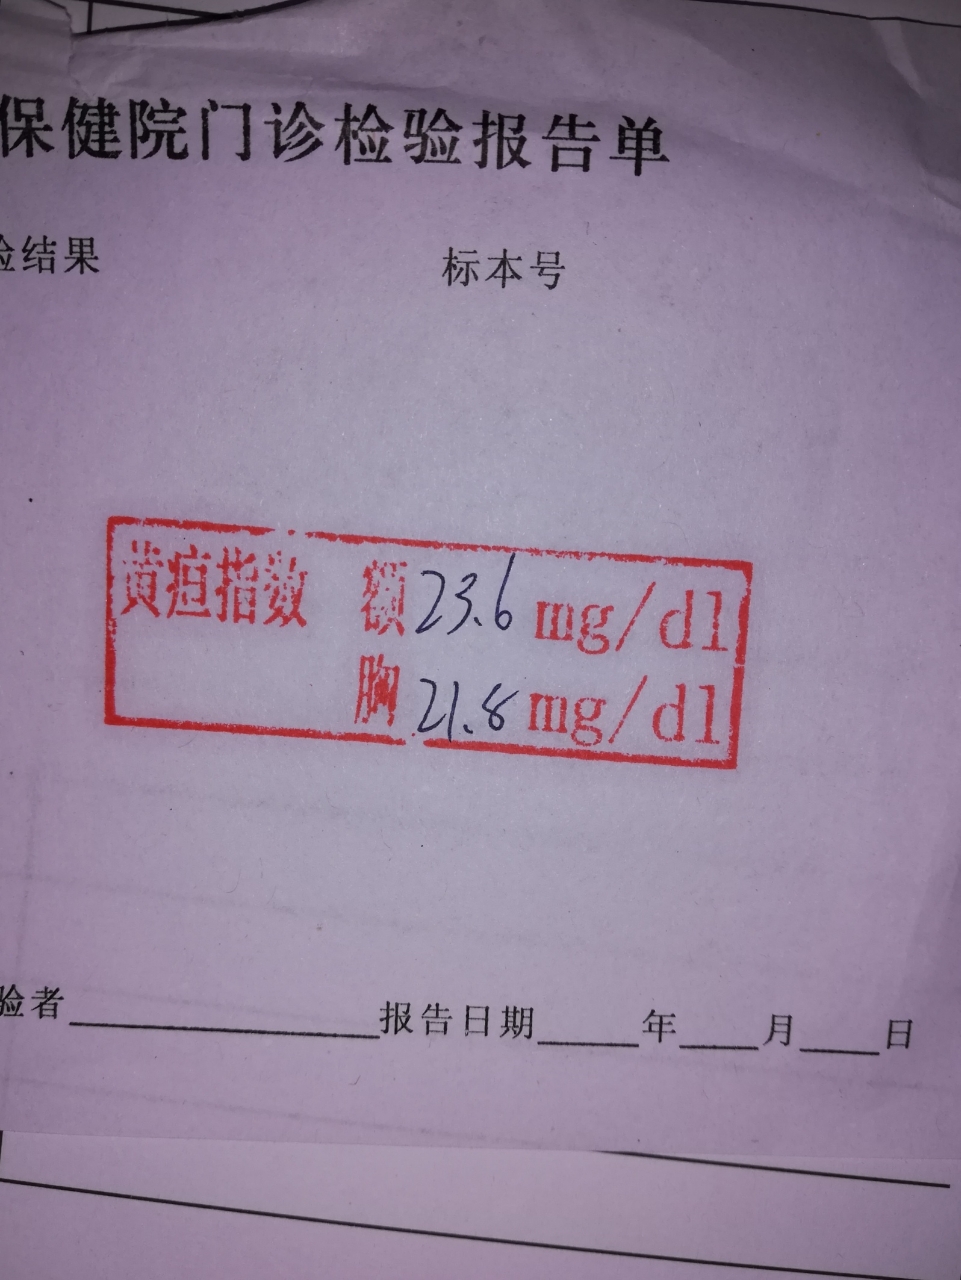 保健院门诊检验报告单
验结果 标本号
黄疸指数 额 23.6 mg/dl
胸 21.8 mg/dl
验者 报告日期 年 月 日